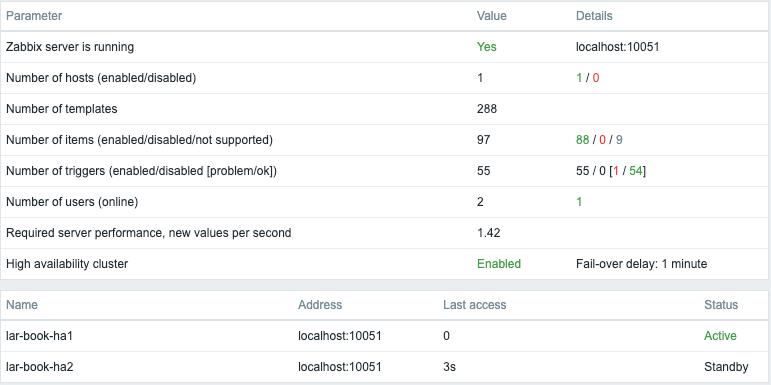 Parameter Value Details
Zabbix server is running Yes localhost:10051
Number of hosts (enabled/disabled) 1 1 / 0
Number of templates 288
Number of items (enabled/disabled/not supported) 97 88 / 0 / 9
Number of triggers (enabled/disabled [problem/ok]) 55 55 / 0 [1 / 54]
Number of users (online) 2 1
Required server performance, new values per second 1.42
High availability cluster Enabled Fail-over delay: 1 minute
Name Address Last access Status
lar-book-ha1 localhost:10051 0 Active
lar-book-ha2 localhost:10051 3s Standby